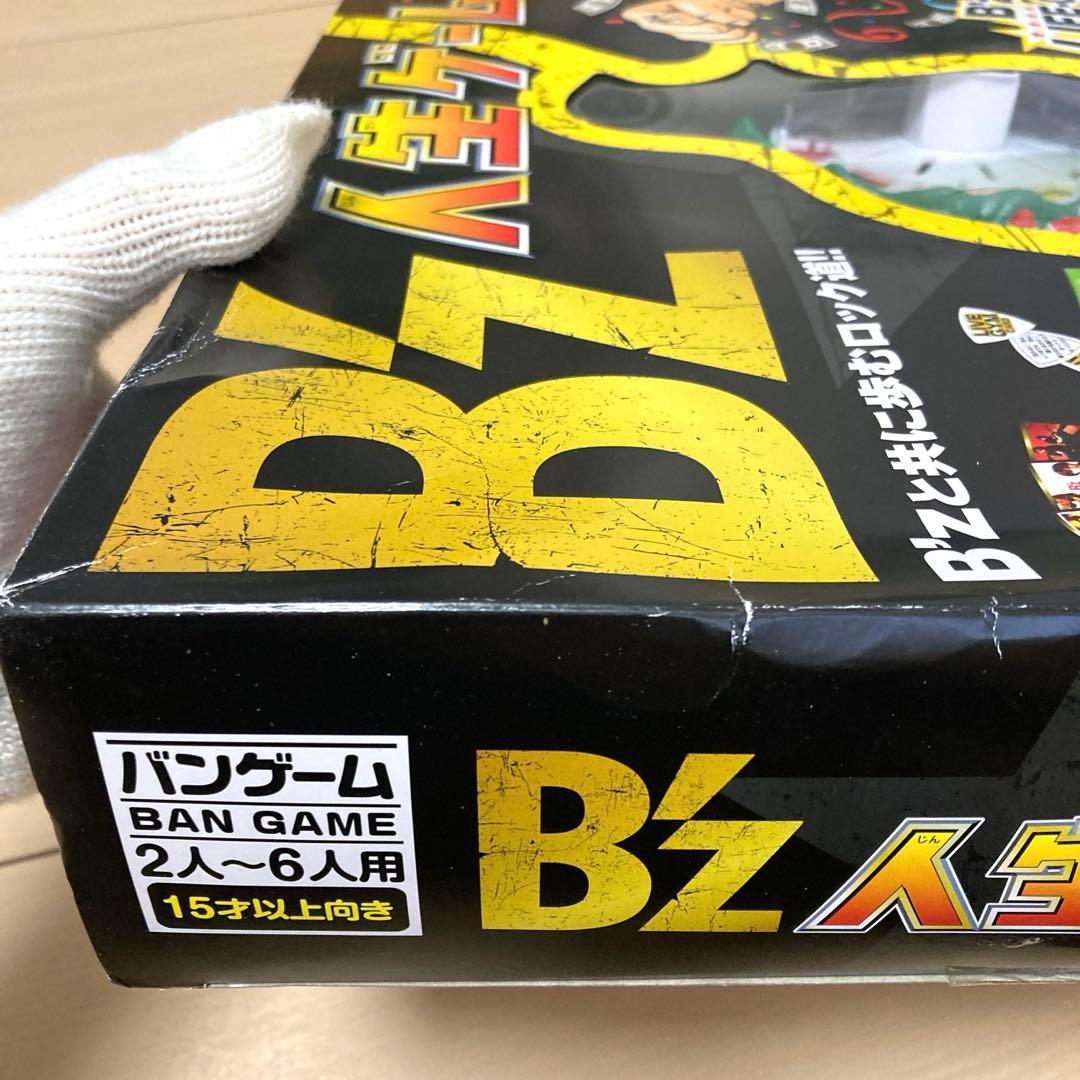 人生ゲーム
B'z
B'zと共に歩むロック道!!
LIVE
GYM
バンゲーム
BAN GAME
2人〜6人用
15才以上向き
B'z
じん
人生